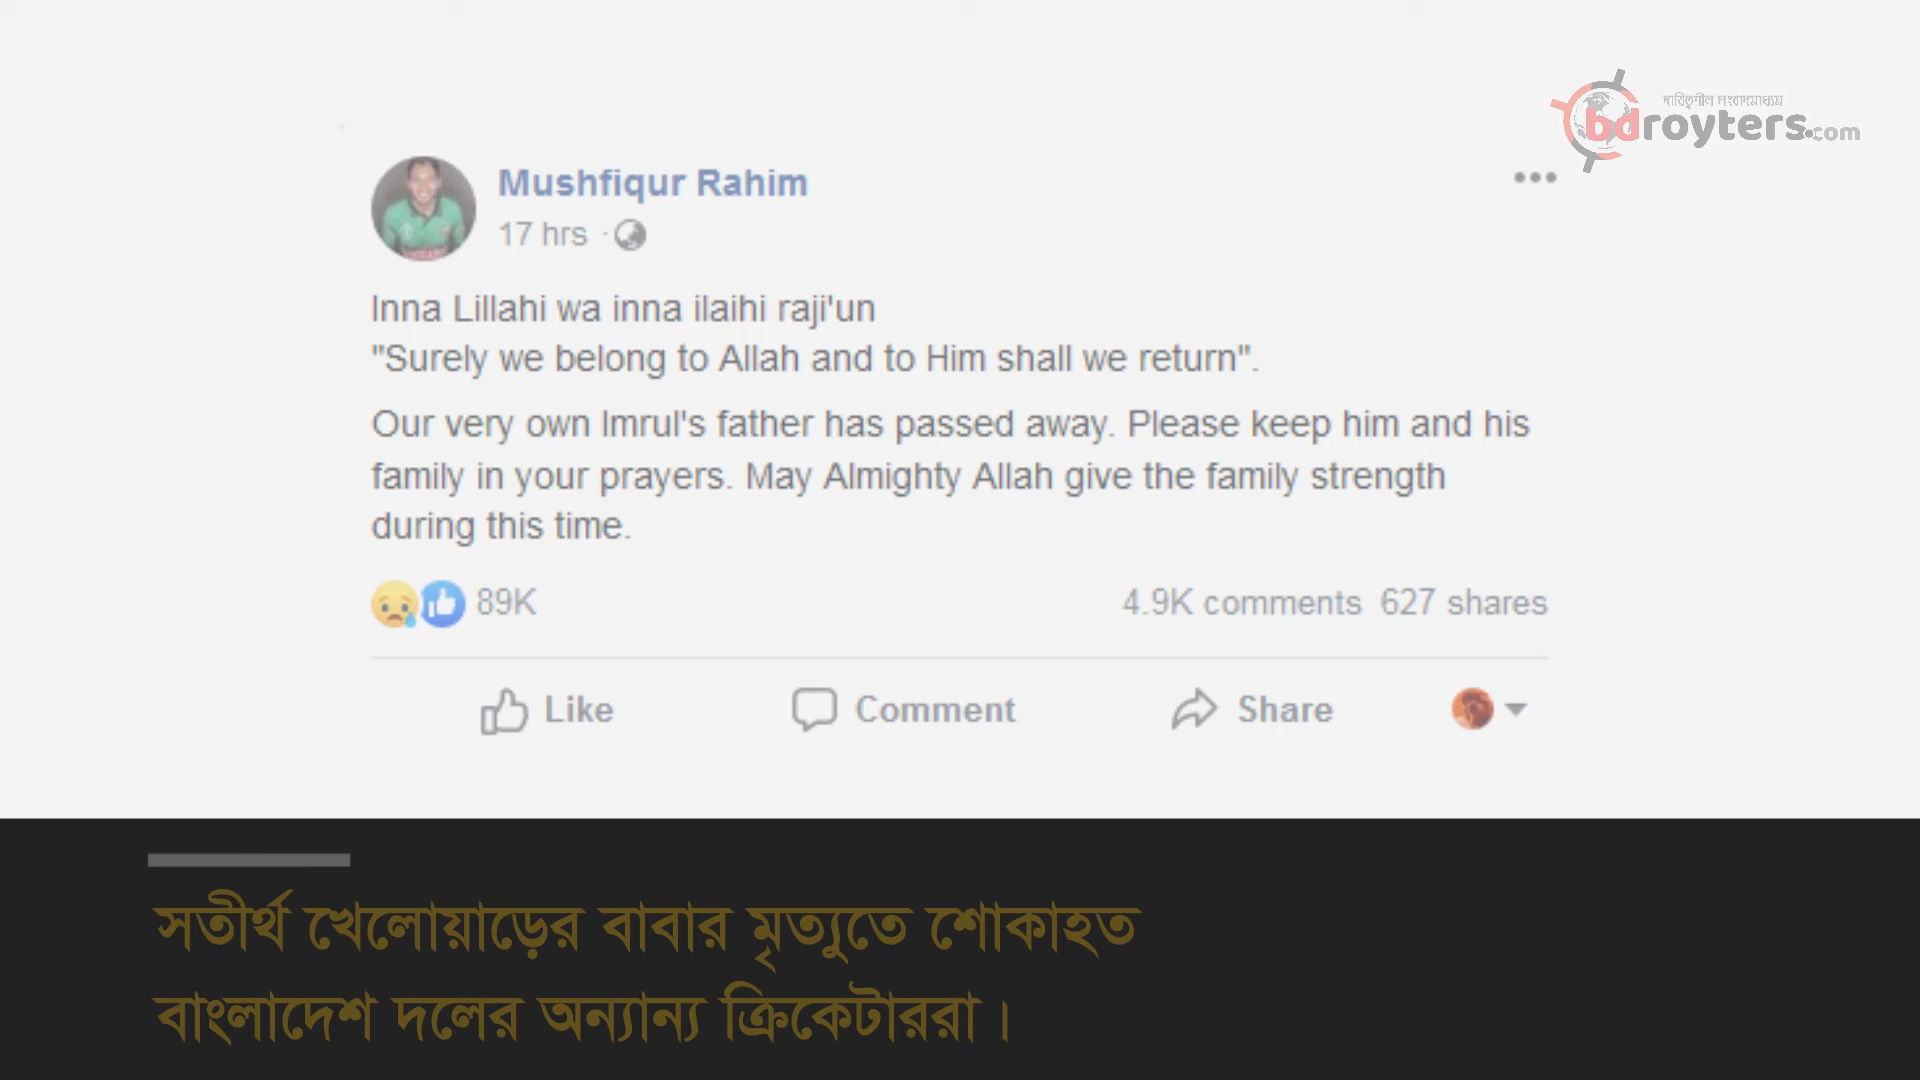 দায়িত্বশীল সংবাদমাধ্যম
bdroyters.com
Mushfiqur Rahim
17 hrs ·
Inna Lillahi wa inna ilaihi raji'un
"Surely we belong to Allah and to Him shall we return".
Our very own Imrul's father has passed away. Please keep him and his
family in your prayers. May Almighty Allah give the family strength
during this time.
89K 4.9K comments 627 shares
Like Comment Share
সতীর্থ খেলোয়াড়ের বাবার মৃত্যুতে শোকাহত
বাংলাদেশ দলের অন্যান্য ক্রিকেটাররা।